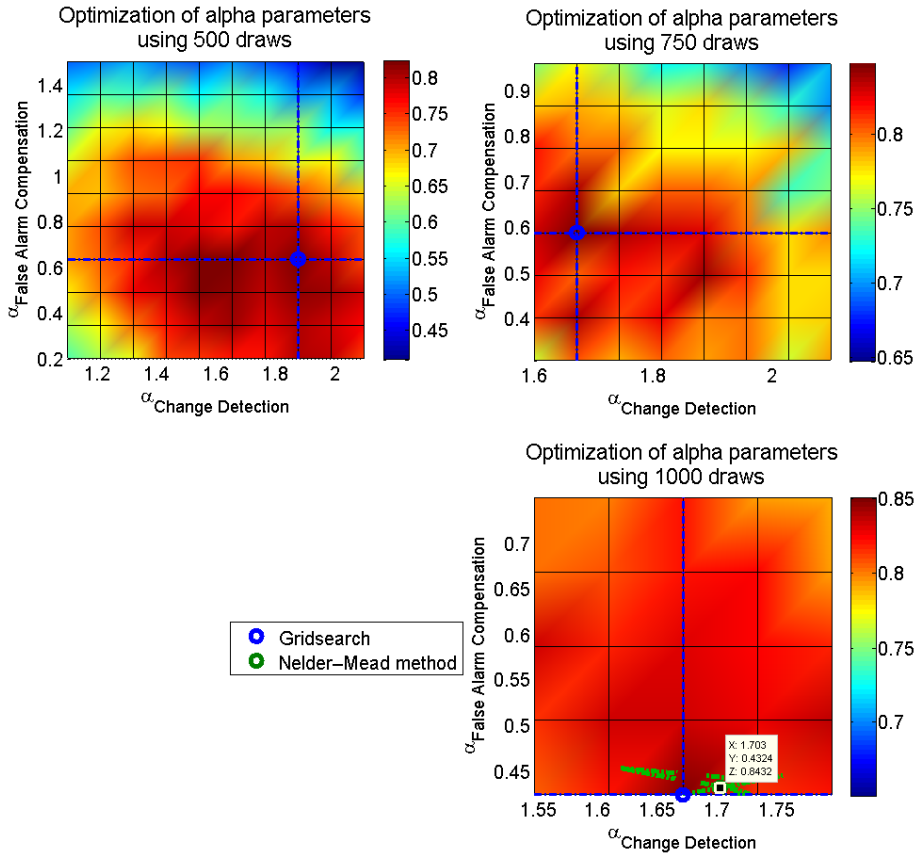 Optimization of alpha parameters
using 500 draws
1.4
1.2
1
0.8
0.6
0.4
0.2
αFalse Alarm Compensation
1.2
1.4
1.6
1.8
2
αChange Detection
0.8
0.75
0.7
0.65
0.6
0.55
0.5
0.45
Optimization of alpha parameters
using 750 draws
0.9
0.8
0.7
0.6
0.5
0.4
αFalse Alarm Compensation
1.6
1.8
2
αChange Detection
0.8
0.75
0.7
0.65
Optimization of alpha parameters
using 1000 draws
0.7
0.65
0.6
0.55
0.5
0.45
αFalse Alarm Compensation
X: 1.703
Y: 0.4324
Z: 0.8432
1.55
1.6
1.65
1.7
1.75
αChange Detection
0.85
0.8
0.75
0.7
Gridsearch
Nelder–Mead method